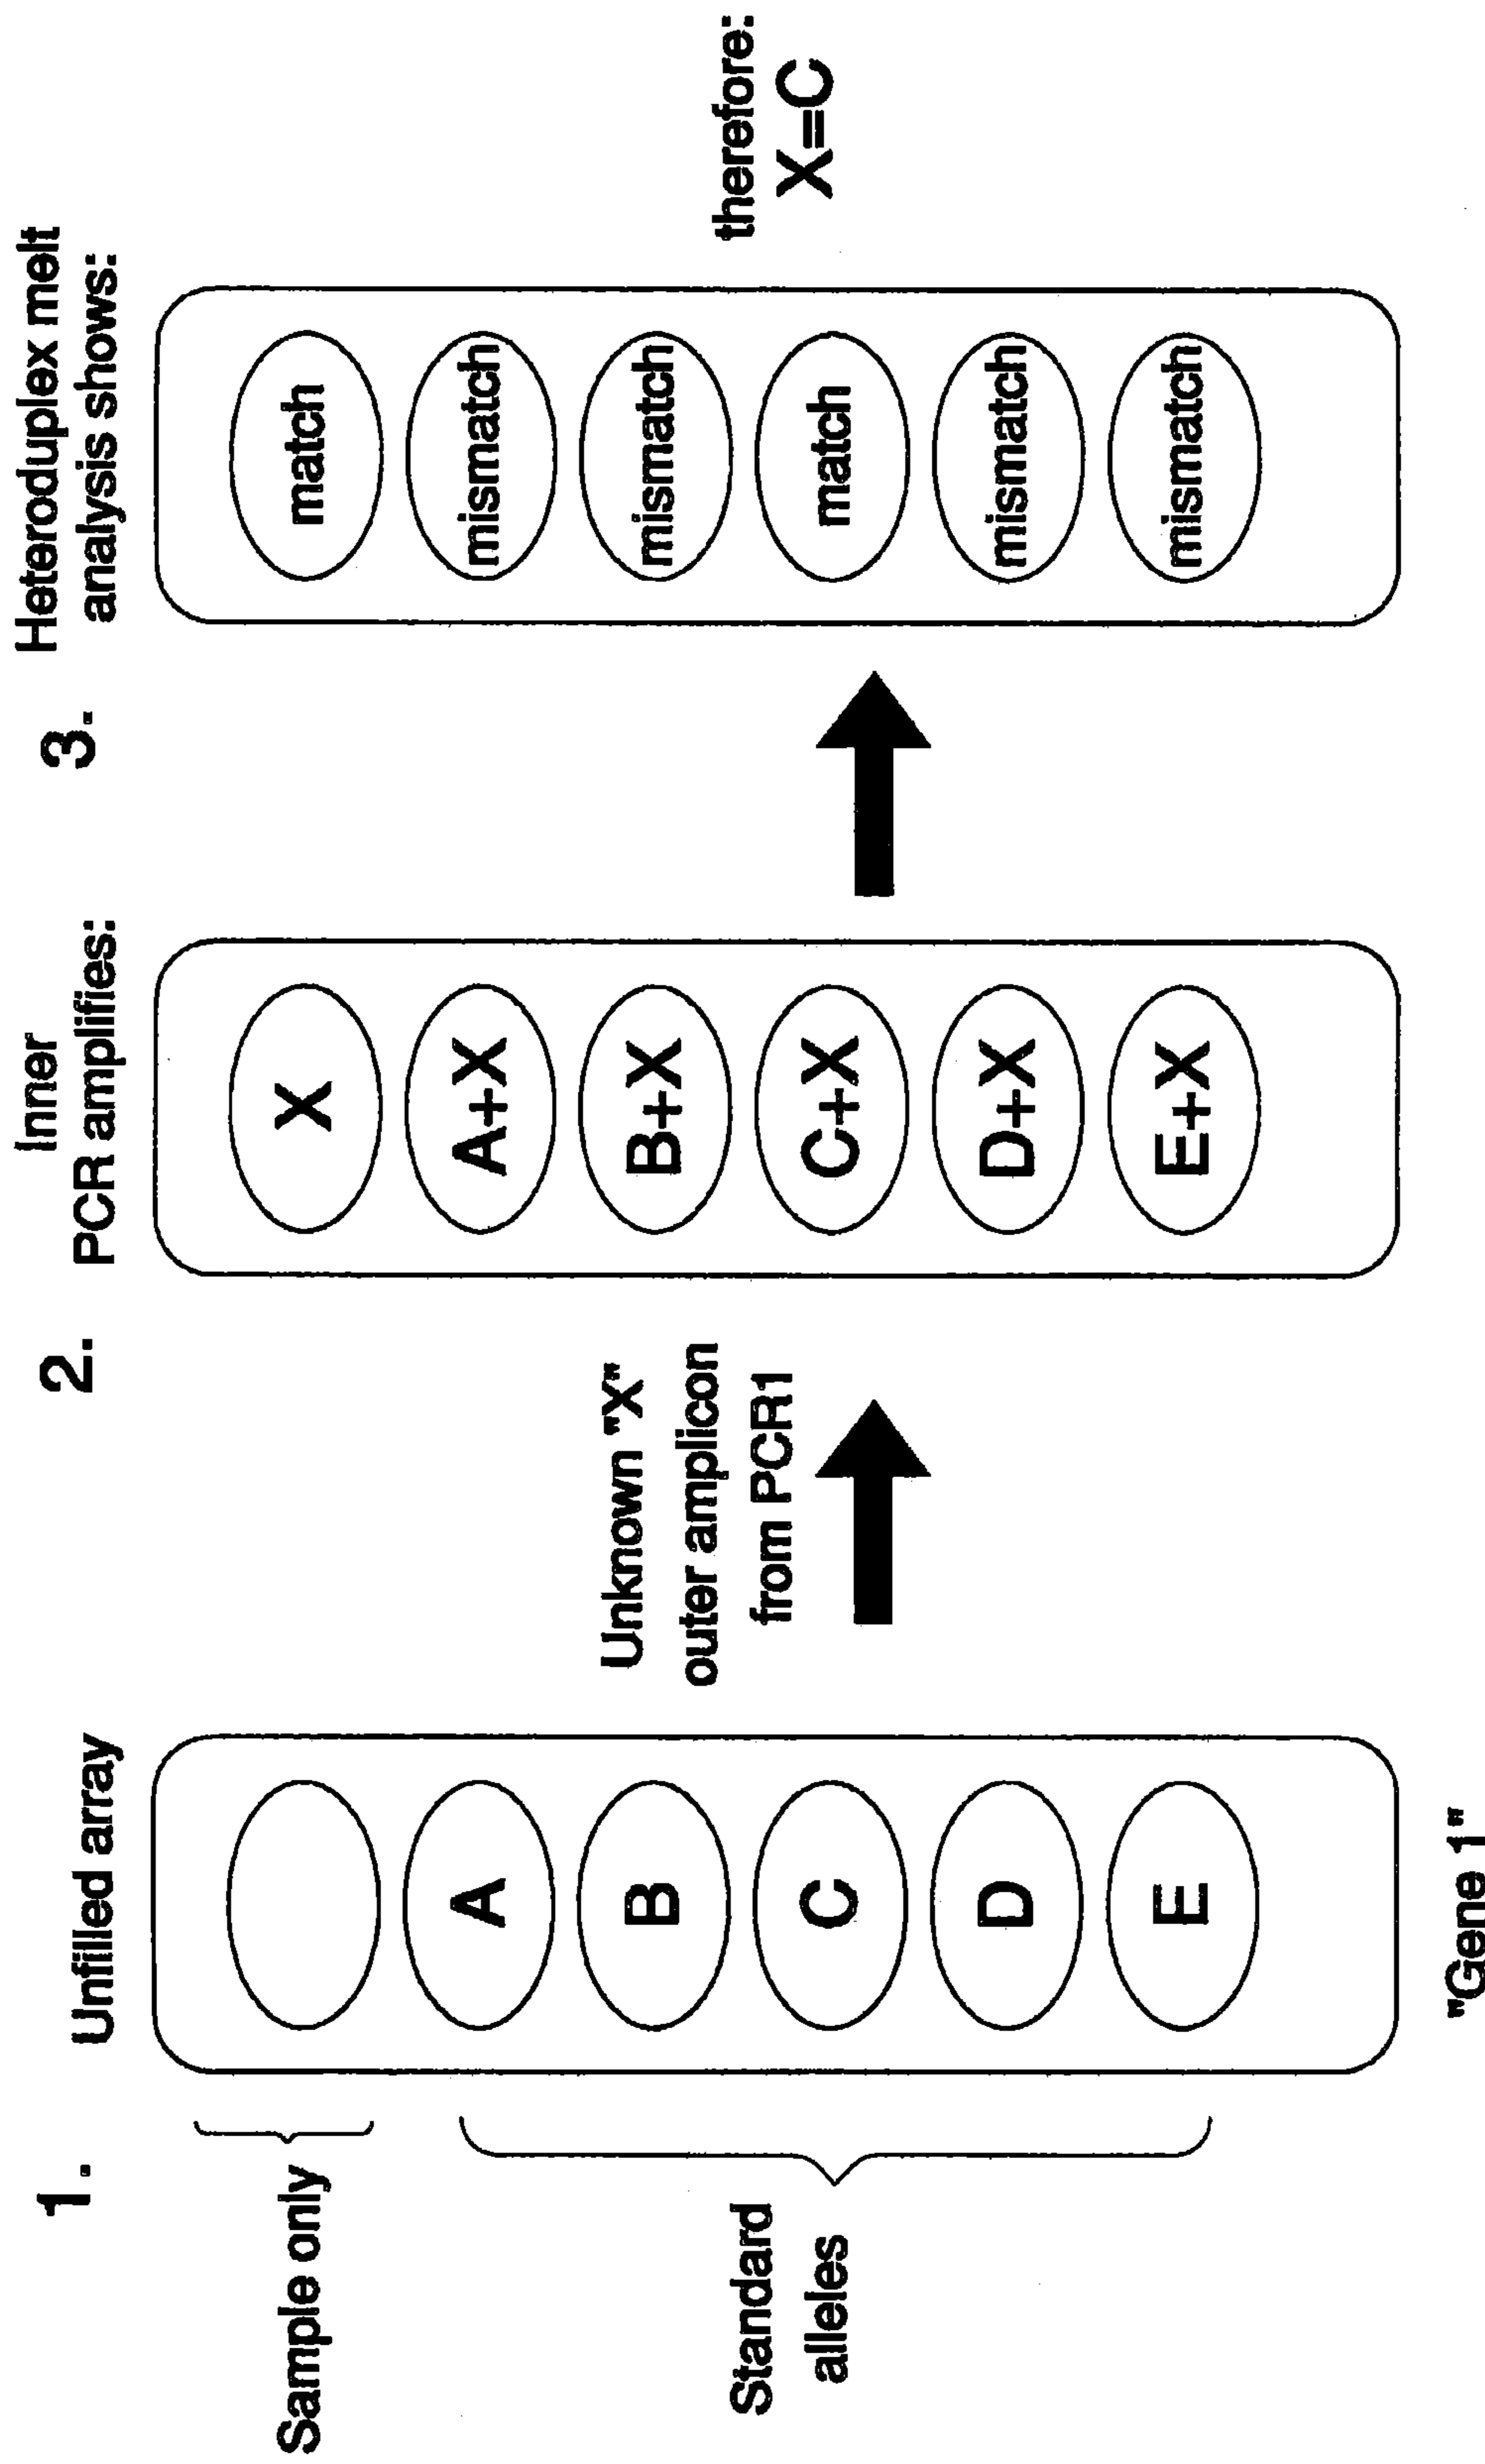 1.
Unfilled array
Sample only
Standard
alleles
A
B
C
D
E
"Gene 1"
Unknown "X"
outer amplicon
from PCR1
2.
Inner
PCR amplifies:
X
A+X
B+X
C+X
D+X
E+X
3.
Heteroduplex melt
analysis shows:
match
mismatch
mismatch
match
mismatch
mismatch
therefore:
X=C